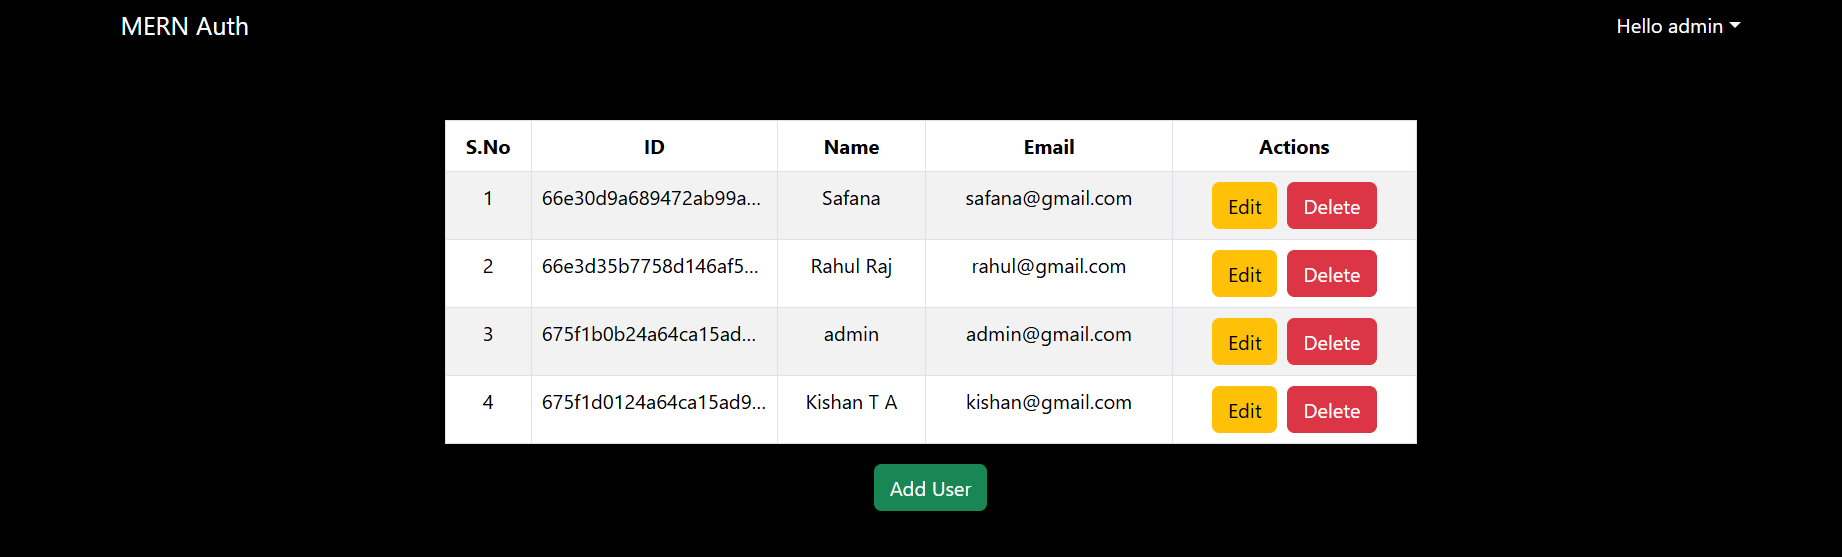 MERN Auth Hello admin
S.No ID Name Email Actions
1 66e30d9a689472ab99a... Safana safana@gmail.com Edit Delete
2 66e3d35b7758d146af5... Rahul Raj rahul@gmail.com Edit Delete
3 675f1b0b24a64ca15ad... admin admin@gmail.com Edit Delete
4 675f1d0124a64ca15ad9... Kishan T A kishan@gmail.com Edit Delete
Add User